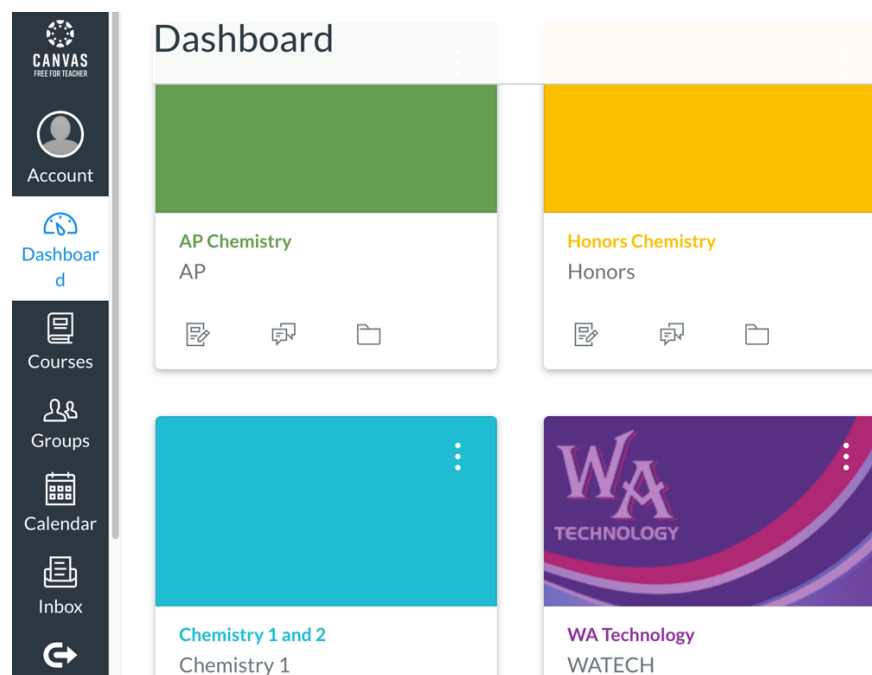 CANVAS
FREE FOR TEACHER
Account
Dashboar
d
Courses
Groups
Calendar
Inbox
Dashboard
AP Chemistry
AP
Honors Chemistry
Honors
WA
TECHNOLOGY
Chemistry 1 and 2
Chemistry 1
WA Technology
WATECH